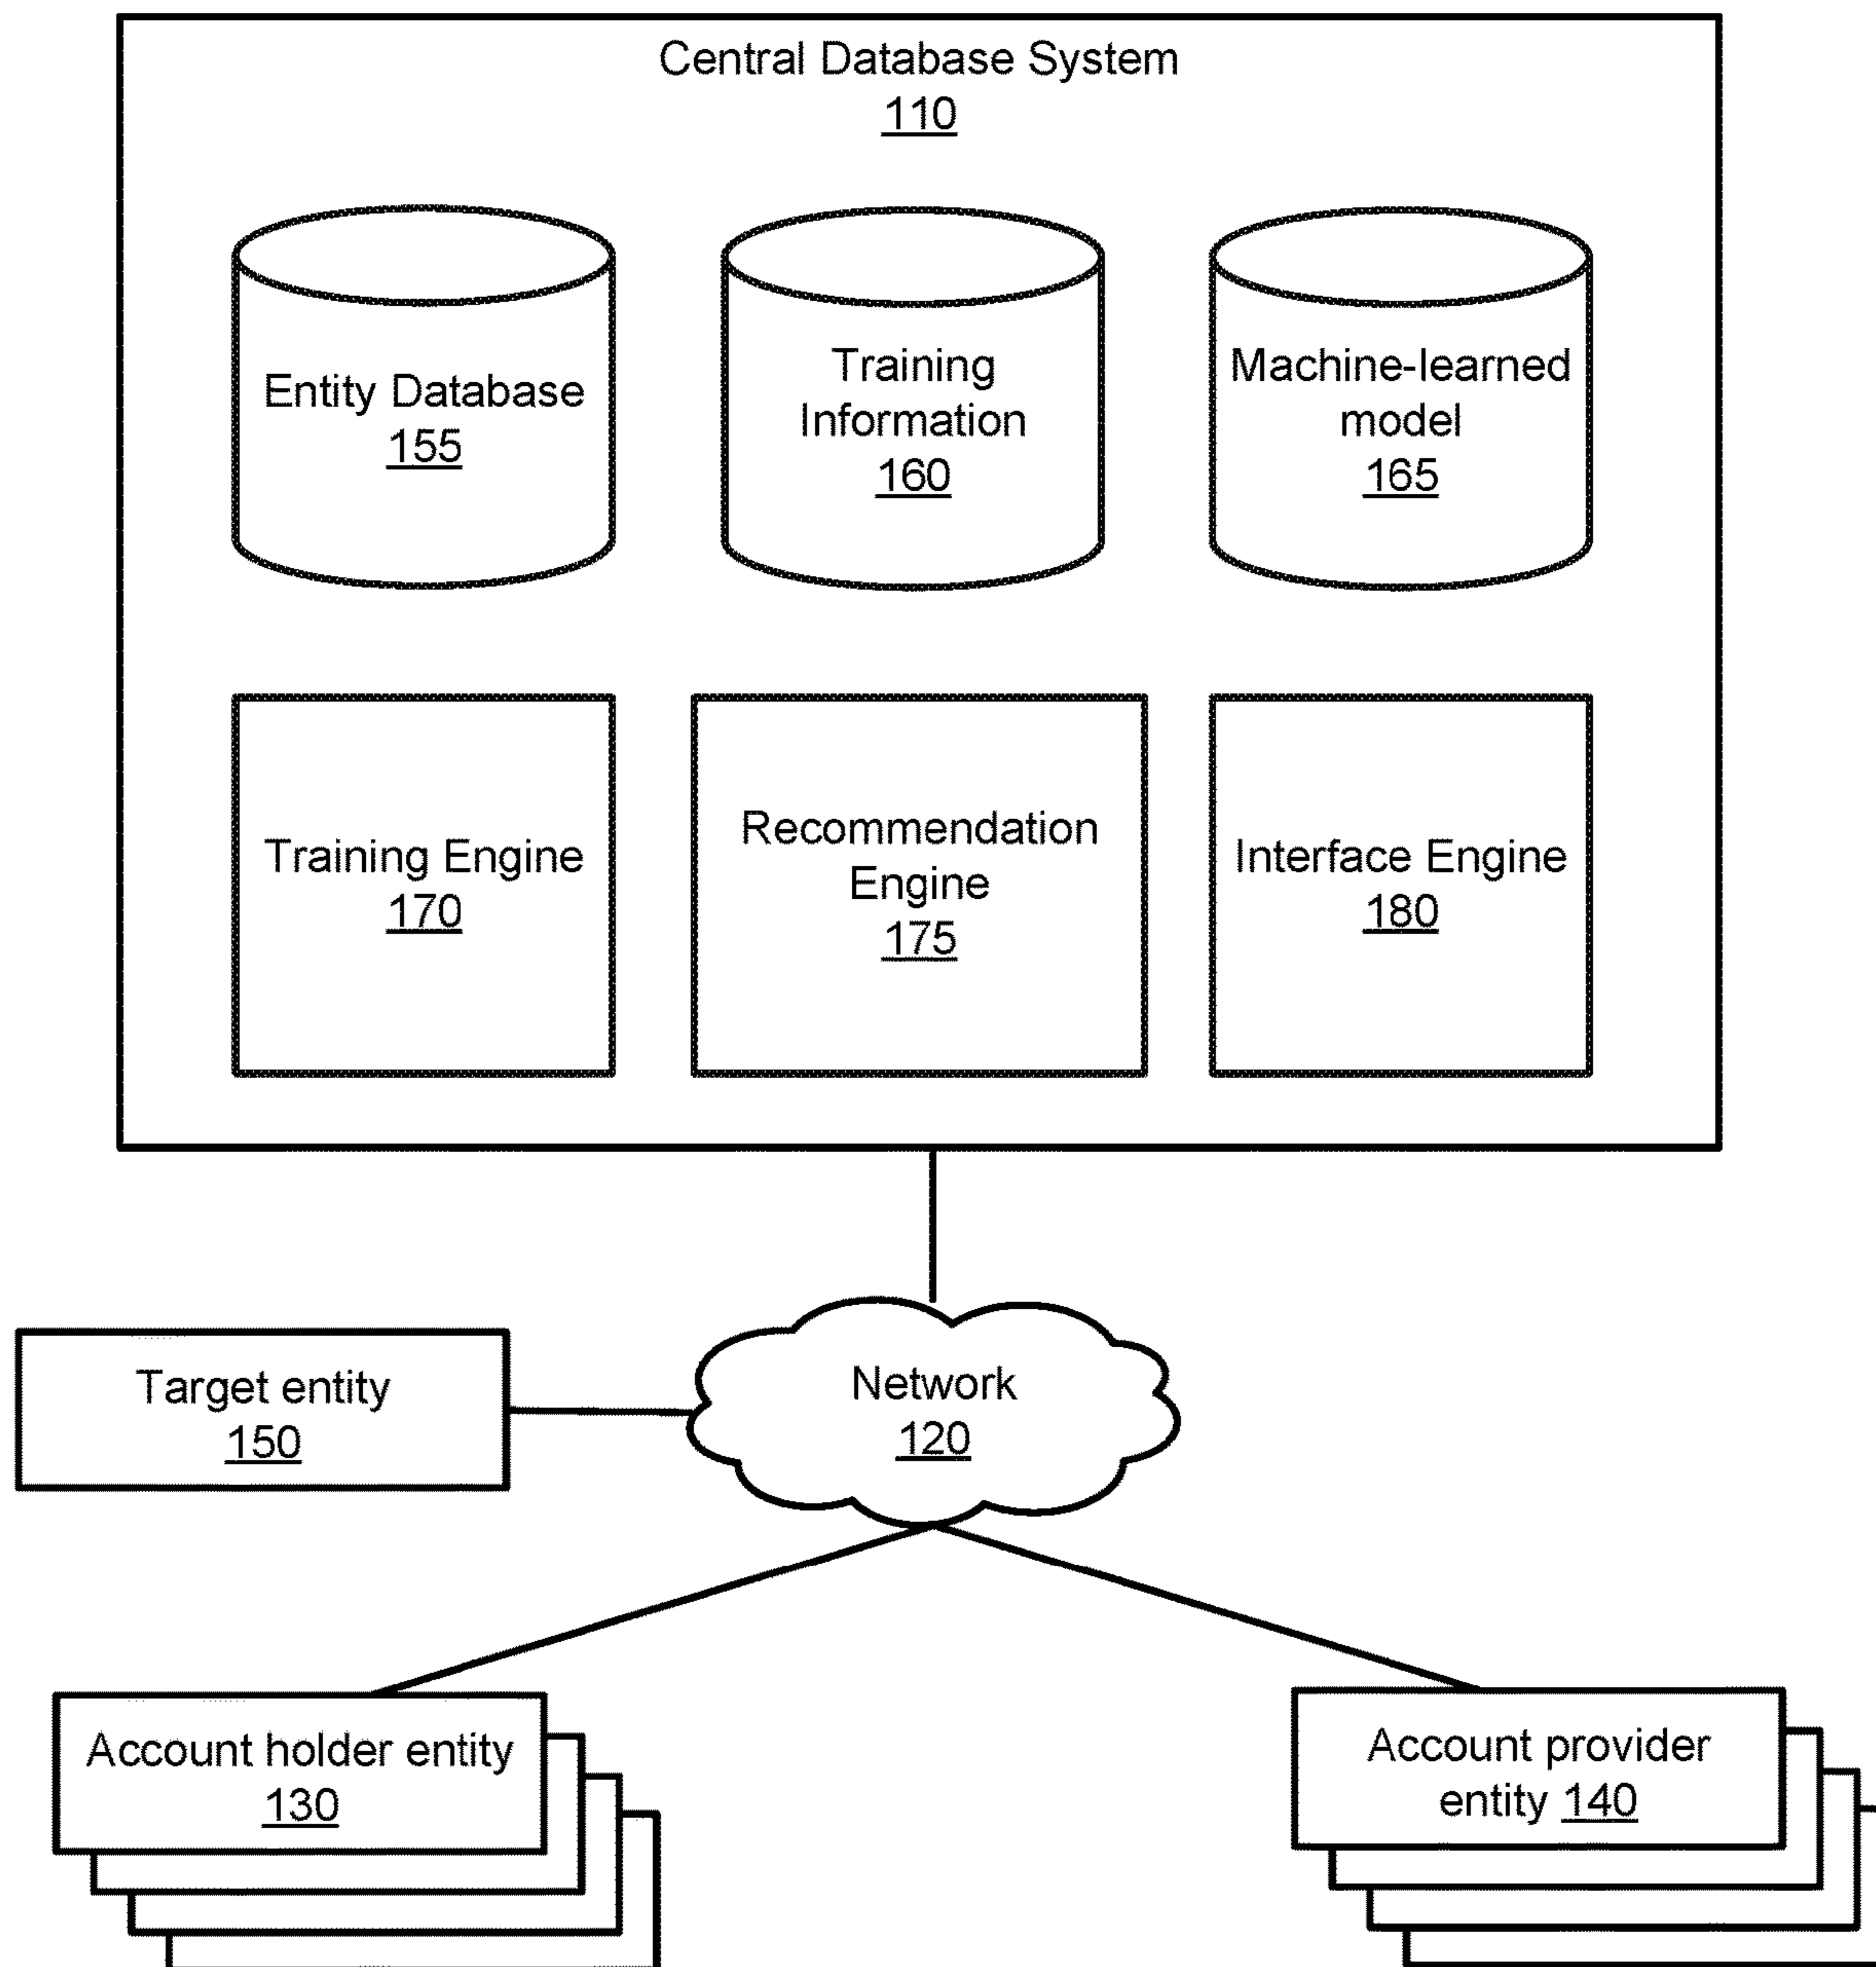 Central Database System
110
Entity Database
155
Training
Information
160
Machine-learned
model
165
Training Engine
170
Recommendation
Engine
175
Interface Engine
180
Target entity
150
Network
120
Account holder entity
130
Account provider
entity 140